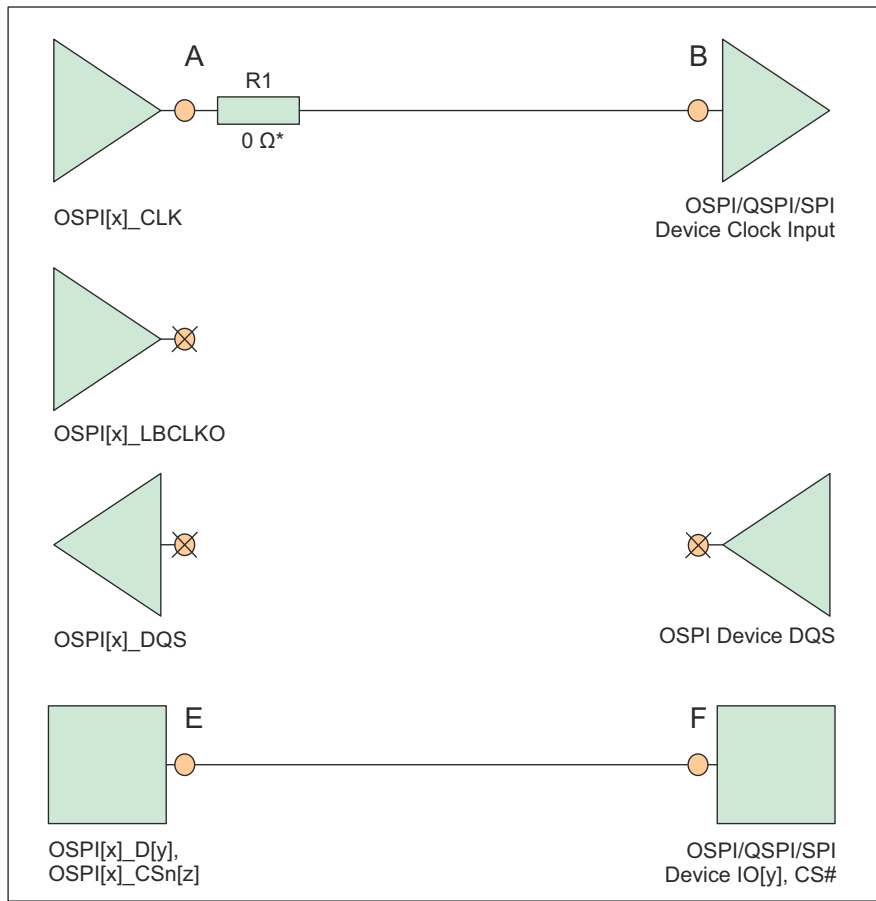 A
B
R1
0 Ω*
OSPI[x]_CLK
OSPI/QSPI/SPI
Device Clock Input
OSPI[x]_LBCLKO
OSPI[x]_DQS
OSPI Device DQS
E
F
OSPI[x]_D[y],
OSPI[x]_CSn[z]
OSPI/QSPI/SPI
Device IO[y], CS#